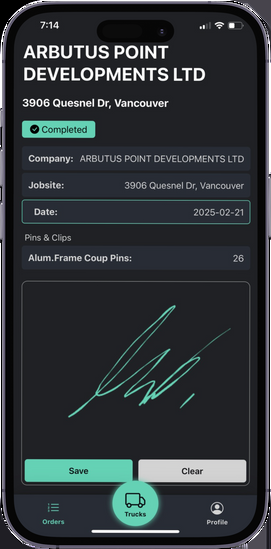 7:14
ARBUTUS POINT
DEVELOPMENTS LTD
3906 Quesnel Dr, Vancouver
Completed
Company: ARBUTUS POINT DEVELOPMENTS LTD
Jobsite: 3906 Quesnel Dr, Vancouver
Date: 2025-02-21
Pins & Clips
Alum.Frame Coup Pins: 26
Save Clear
Orders Trucks Profile